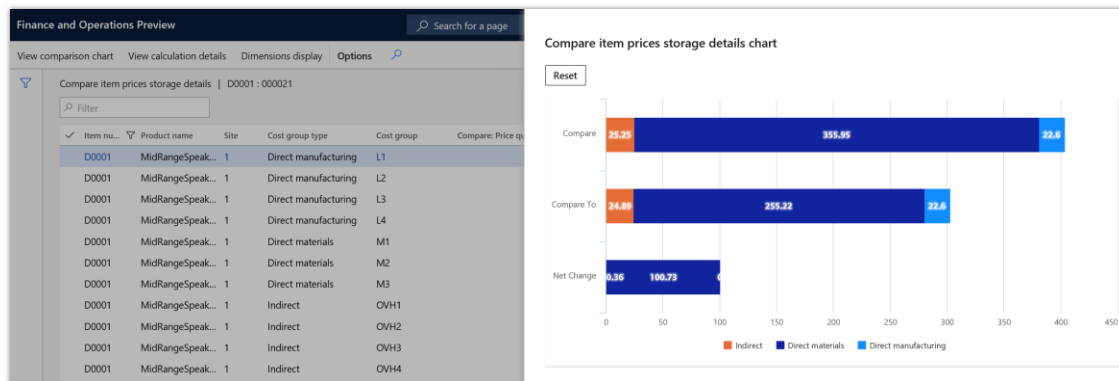 Finance and Operations Preview
Search for a page
View comparison chart View calculation details Dimensions display Options
Compare item prices storage details | D0001 : 000021
Filter
Item nu... Product name Site Cost group type Cost group Compare: Price qu
D0001 MidRangeSpeak... 1 Direct manufacturing L1
D0001 MidRangeSpeak... 1 Direct manufacturing L2
D0001 MidRangeSpeak... 1 Direct manufacturing L3
D0001 MidRangeSpeak... 1 Direct manufacturing L4
D0001 MidRangeSpeak... 1 Direct materials M1
D0001 MidRangeSpeak... 1 Direct materials M2
D0001 MidRangeSpeak... 1 Direct materials M3
D0001 MidRangeSpeak... 1 Indirect OVH1
D0001 MidRangeSpeak... 1 Indirect OVH2
D0001 MidRangeSpeak... 1 Indirect OVH3
D0001 MidRangeSpeak... 1 Indirect OVH4
Compare item prices storage details chart
Reset
Compare 25.25 355.95 22.6
Compare To 24.89 255.22 22.6
Net Change 0.36 100.73
0 50 100 150 200 250 300 350 400 450
Indirect Direct materials Direct manufacturing